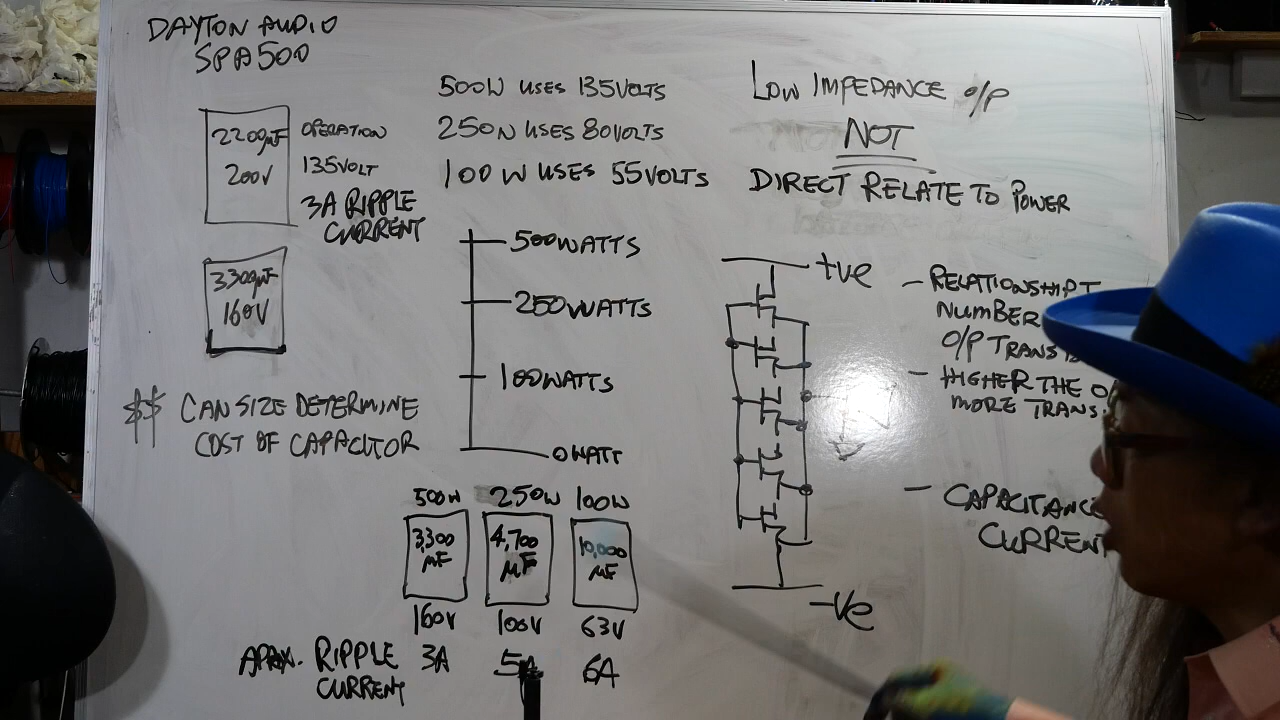 DAYTON AUDIO
SPA500
2200µF
200V
OPERATION
135VOLT
3A RIPPLE
CURRENT
3300µF
160V
$$ CAN SIZE DETERMINE
COST OF CAPACITOR
500W USES 135VOLTS
250W USES 80VOLTS
100W USES 55VOLTS
500WATTS
250WATTS
100WATTS
0WATT
500W 250W 100W
3,300 µF
4,700 µF
10,000 µF
160V 100V 63V
APPX. RIPPLE CURRENT 3A 5A 6A
LOW IMPEDANCE O/P
NOT
DIRECT RELATE TO POWER
+ve
-ve
- RELATIONSHIP
NUMBER
O/P TRANS
- HIGHER THE
MORE TRANS.
- CAPACITANCE
CURRENT